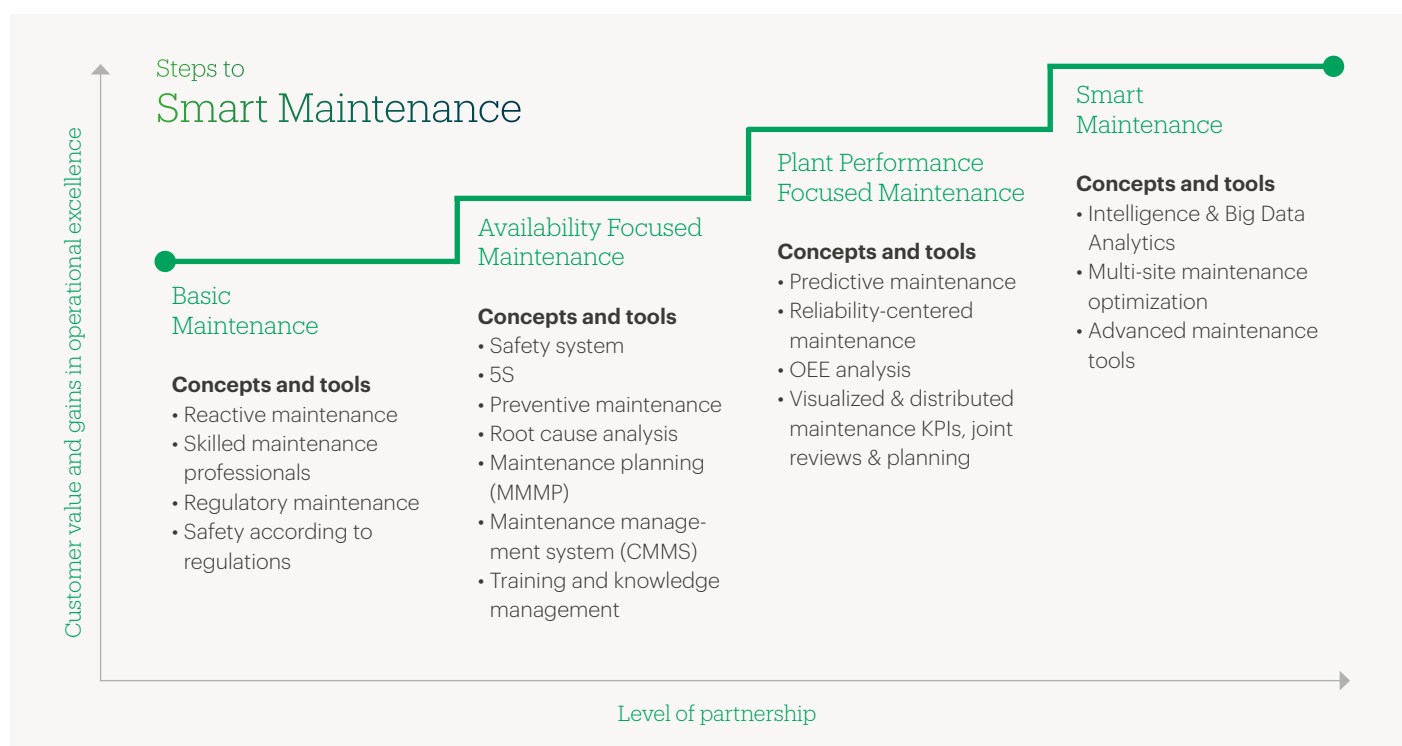 Steps to
Smart Maintenance
Customer value and gains in operational excellence
Basic
Maintenance
Concepts and tools
• Reactive maintenance
• Skilled maintenance
professionals
• Regulatory maintenance
• Safety according to
regulations
Availability Focused
Maintenance
Concepts and tools
• Safety system
• 5S
• Preventive maintenance
• Root cause analysis
• Maintenance planning
(MMMP)
• Maintenance manage-
ment system (CMMS)
• Training and knowledge
management
Plant Performance
Focused Maintenance
Concepts and tools
• Predictive maintenance
• Reliability-centered
maintenance
• OEE analysis
• Visualized & distributed
maintenance KPIs, joint
reviews & planning
Smart
Maintenance
Concepts and tools
• Intelligence & Big Data
Analytics
• Multi-site maintenance
optimization
• Advanced maintenance
tools
Level of partnership